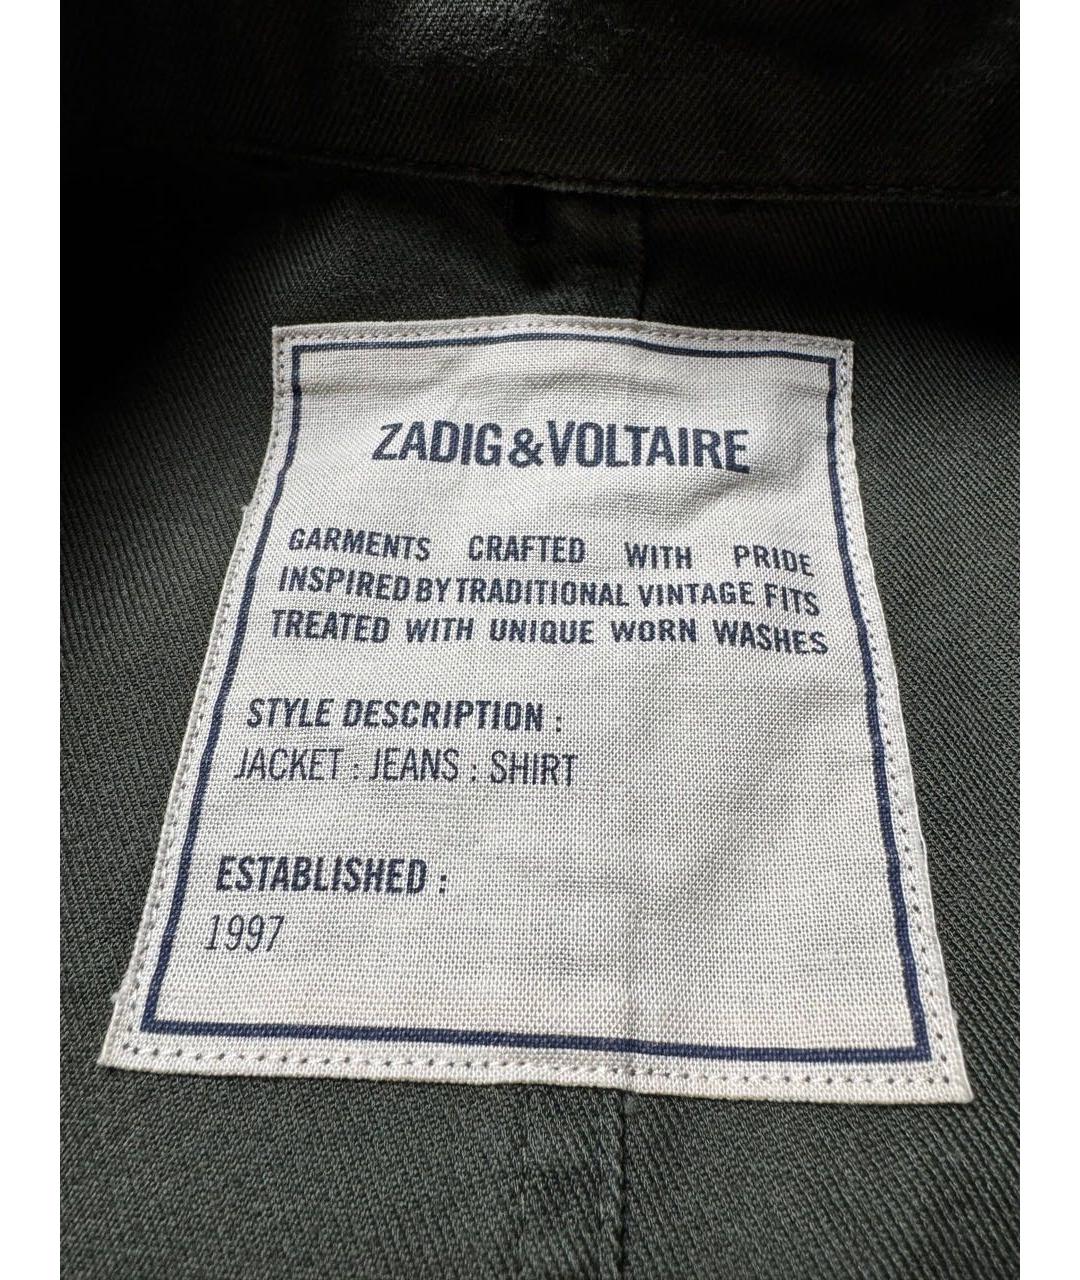 ZADIG&VOLTAIRE
GARMENTS CRAFTED WITH PRIDE
INSPIRED BY TRADITIONAL VINTAGE FITS
TREATED WITH UNIQUE WORN WASHES
STYLE DESCRIPTION :
JACKET : JEANS : SHIRT
ESTABLISHED :
1997